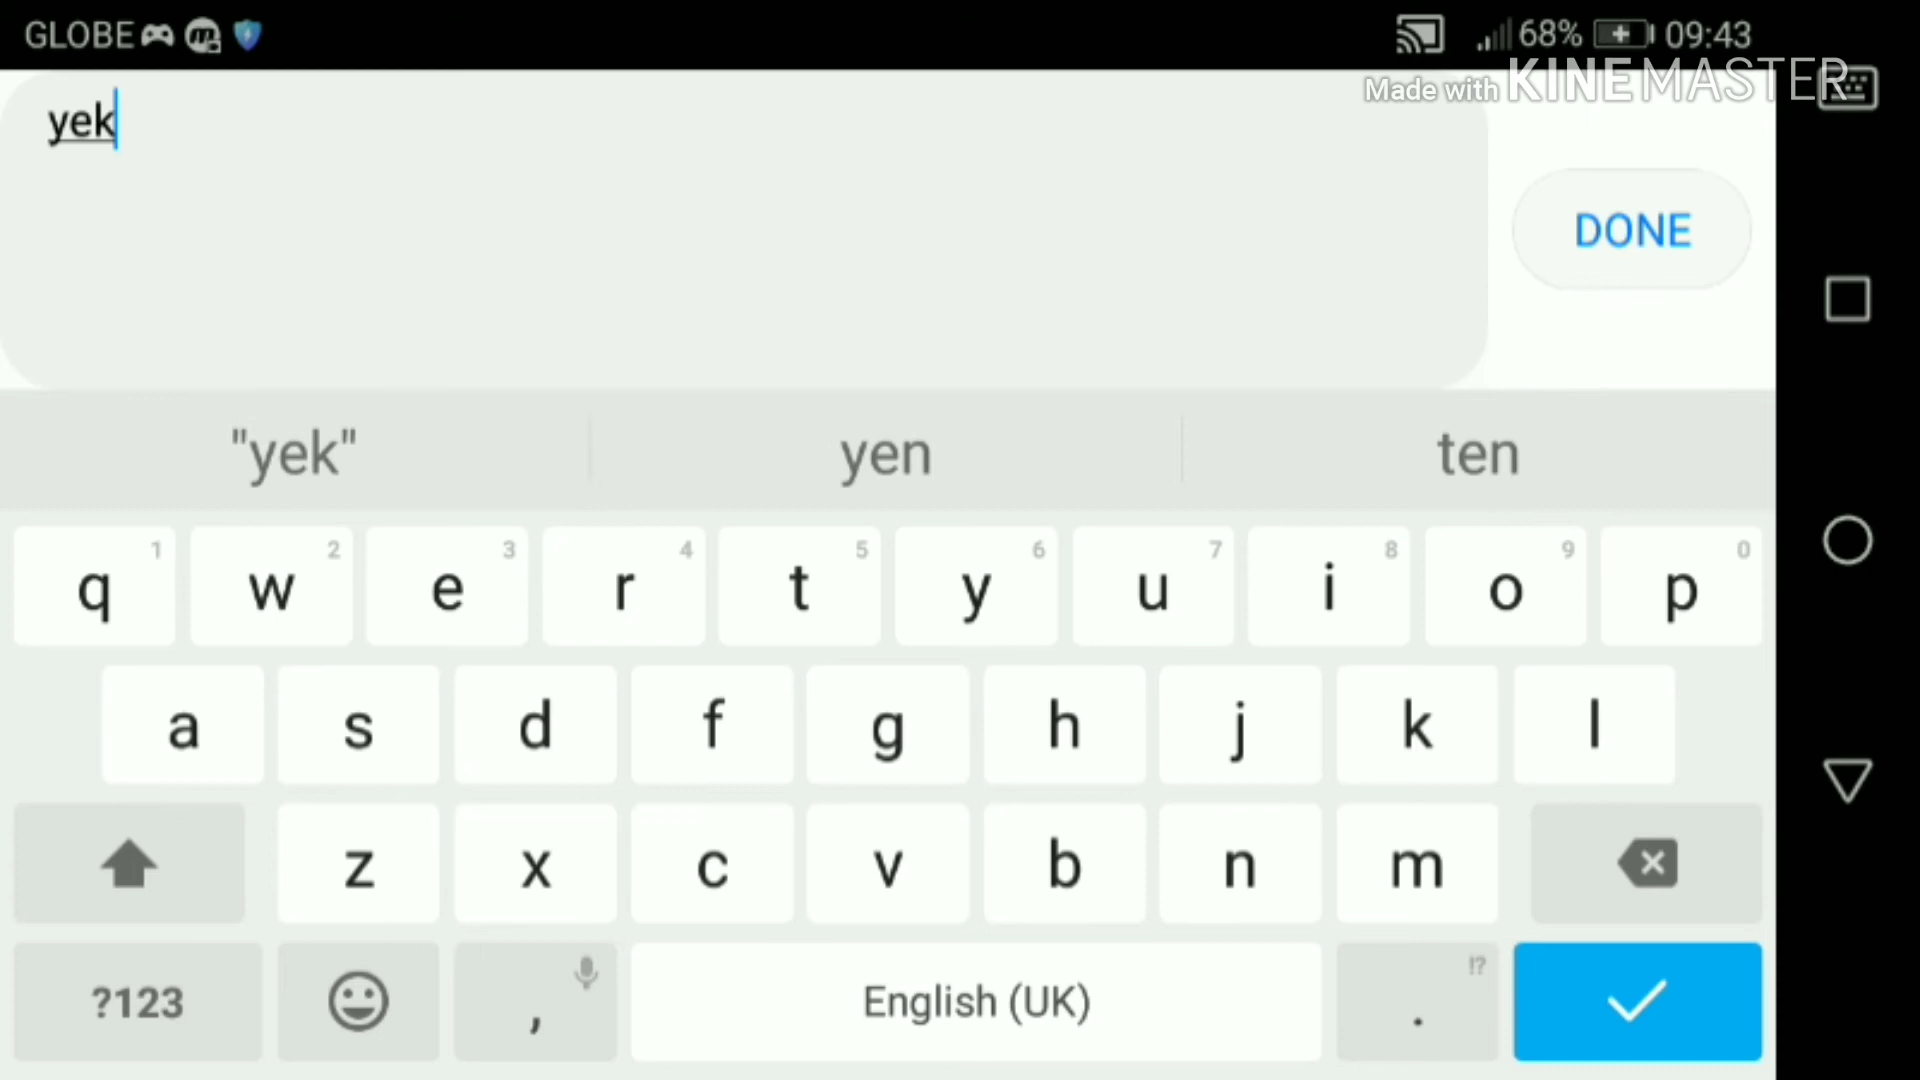 GLOBE 68% 09:43
Made with KINEMASTER
yek
DONE
"yek" yen ten
1 2 3 4 5 6 7 8 9 0
q w e r t y u i o p
a s d f g h j k l
z x c v b n m
!?
?123 , English (UK) .